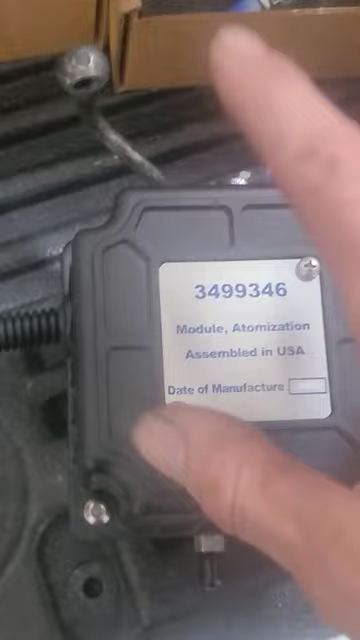 3499346
Module, Atomization
Assembled in USA
Date of Manufacture